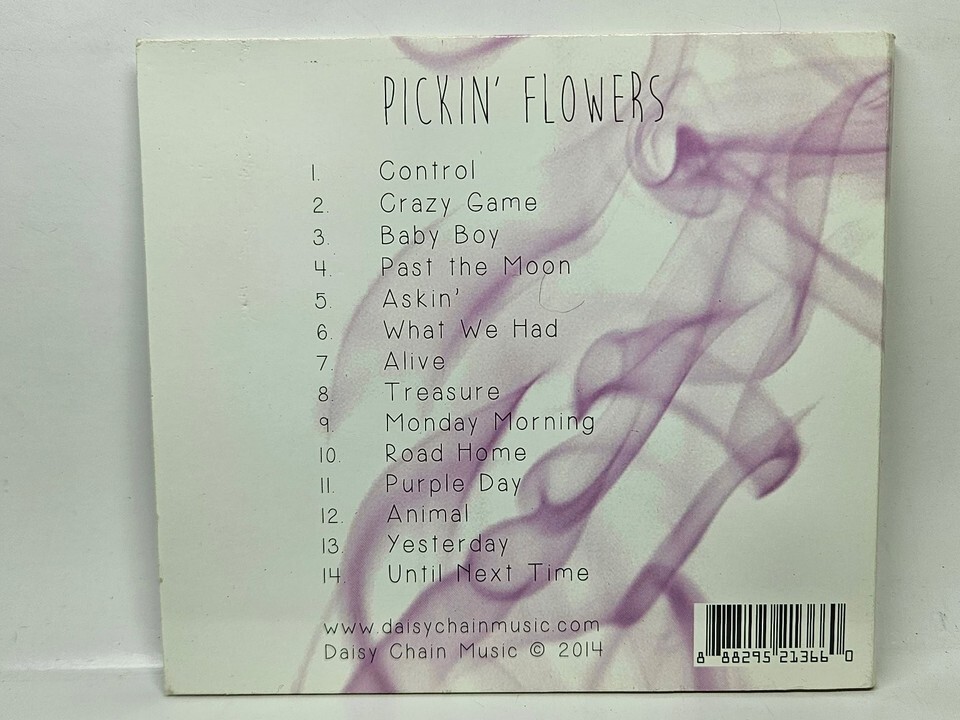 PICKIN' FLOWERS
1. Control
2. Crazy Game
3. Baby Boy
4. Past the Moon
5. Askin'
6. What We Had
7. Alive
8. Treasure
9. Monday Morning
10. Road Home
11. Purple Day
12. Animal
13. Yesterday
14. Until Next Time
www.daisychainmusic.com
Daisy Chain Music © 2014
8 88295 21366 0